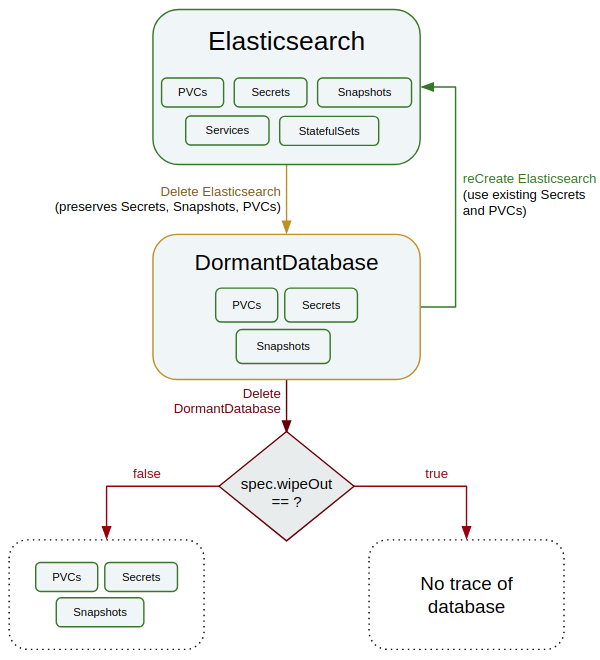 Elasticsearch
PVCs
Secrets
Snapshots
Services
StatefulSets
Delete Elasticsearch
(preserves Secrets, Snapshots, PVCs)
reCreate Elasticsearch
(use existing Secrets
and PVCs)
DormantDatabase
PVCs
Secrets
Snapshots
Delete
DormantDatabase
spec.wipeOut
== ?
false
true
PVCs
Secrets
Snapshots
No trace of
database